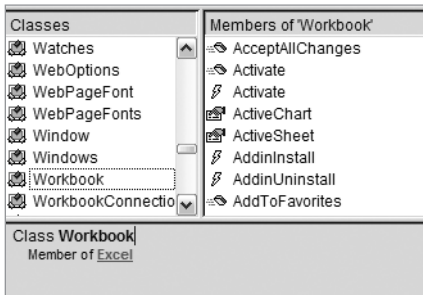 Classes
Watches
WebOptions
WebPageFont
WebPageFonts
Window
Windows
Workbook
WorkbookConnectio
Members of 'Workbook'
AcceptAllChanges
Activate
Activate
ActiveChart
ActiveSheet
AddinInstall
AddinUninstall
AddToFavorites
Class Workbook
Member of Excel